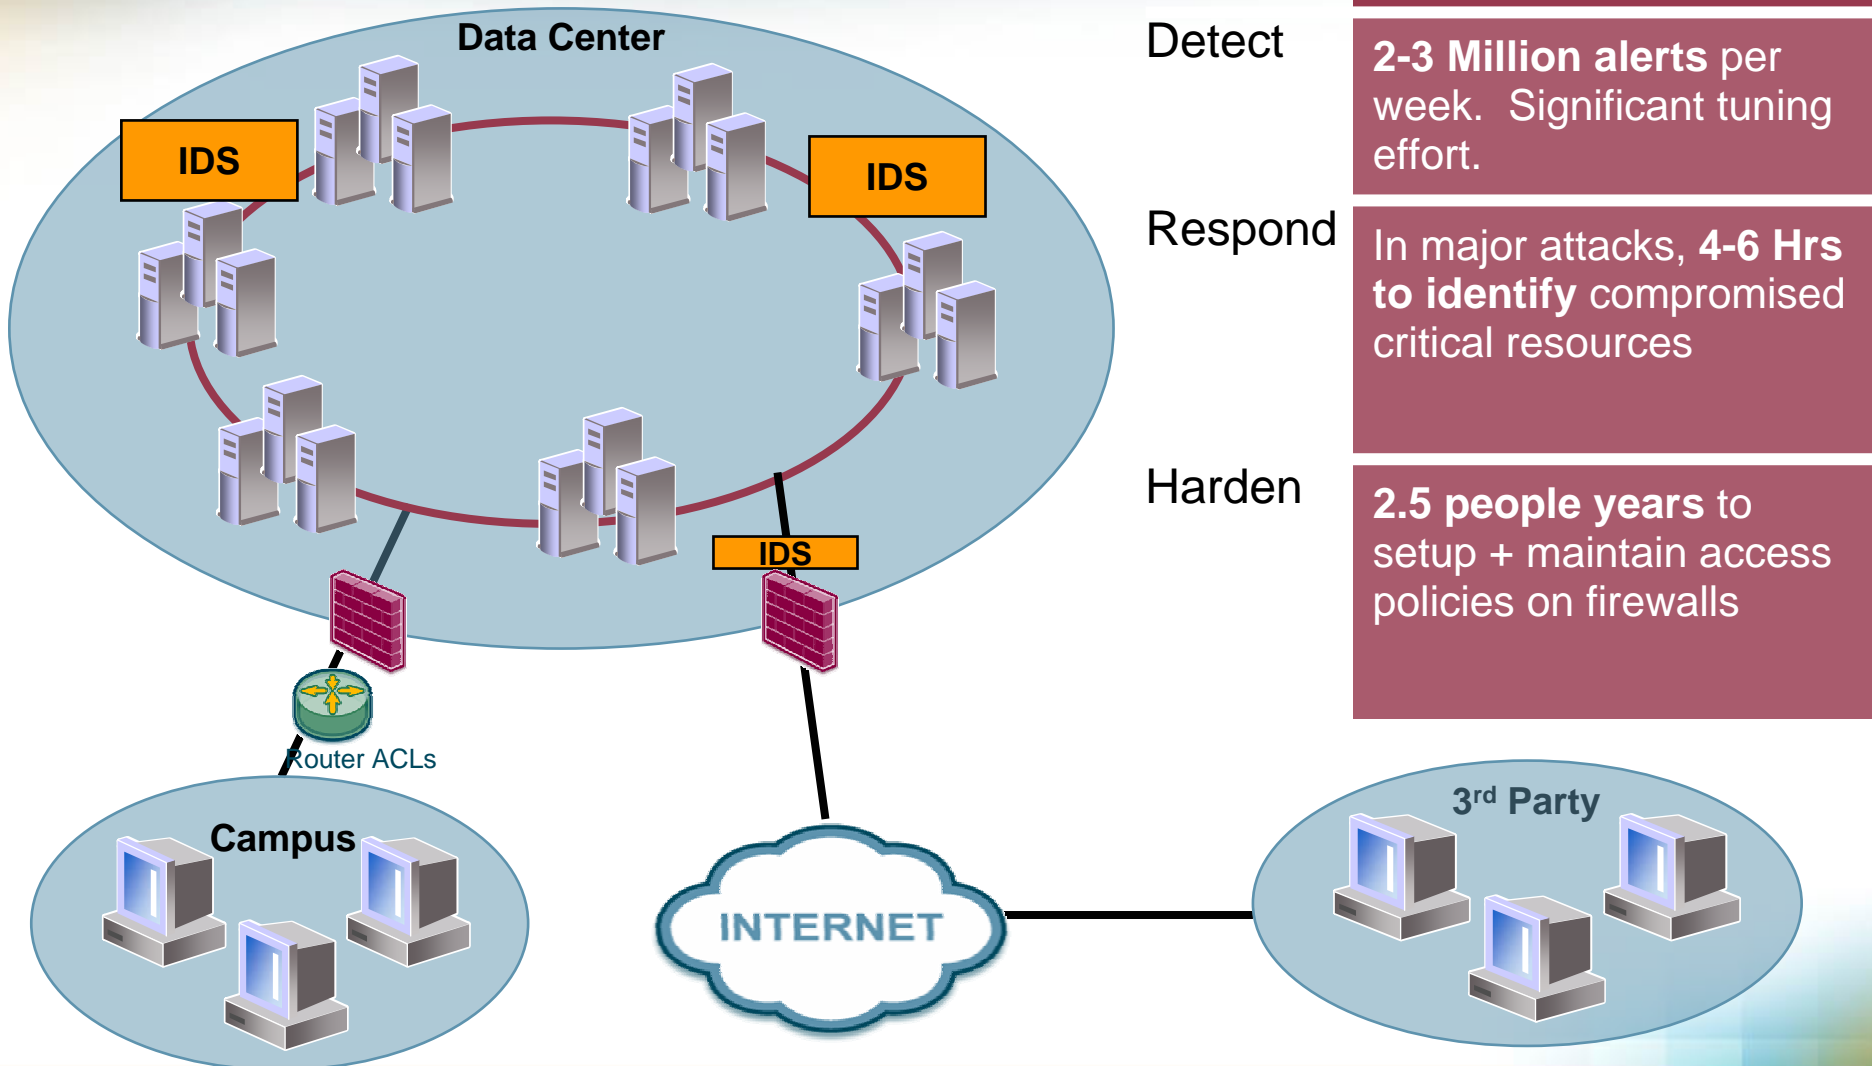 Data Center
IDS
IDS
IDS
Router ACLs
Campus
INTERNET
3rd Party
Detect
2-3 Million alerts per
week.  Significant tuning
effort.
Respond
In major attacks, 4-6 Hrs
to identify compromised
critical resources
Harden
2.5 people years to
setup + maintain access
policies on firewalls